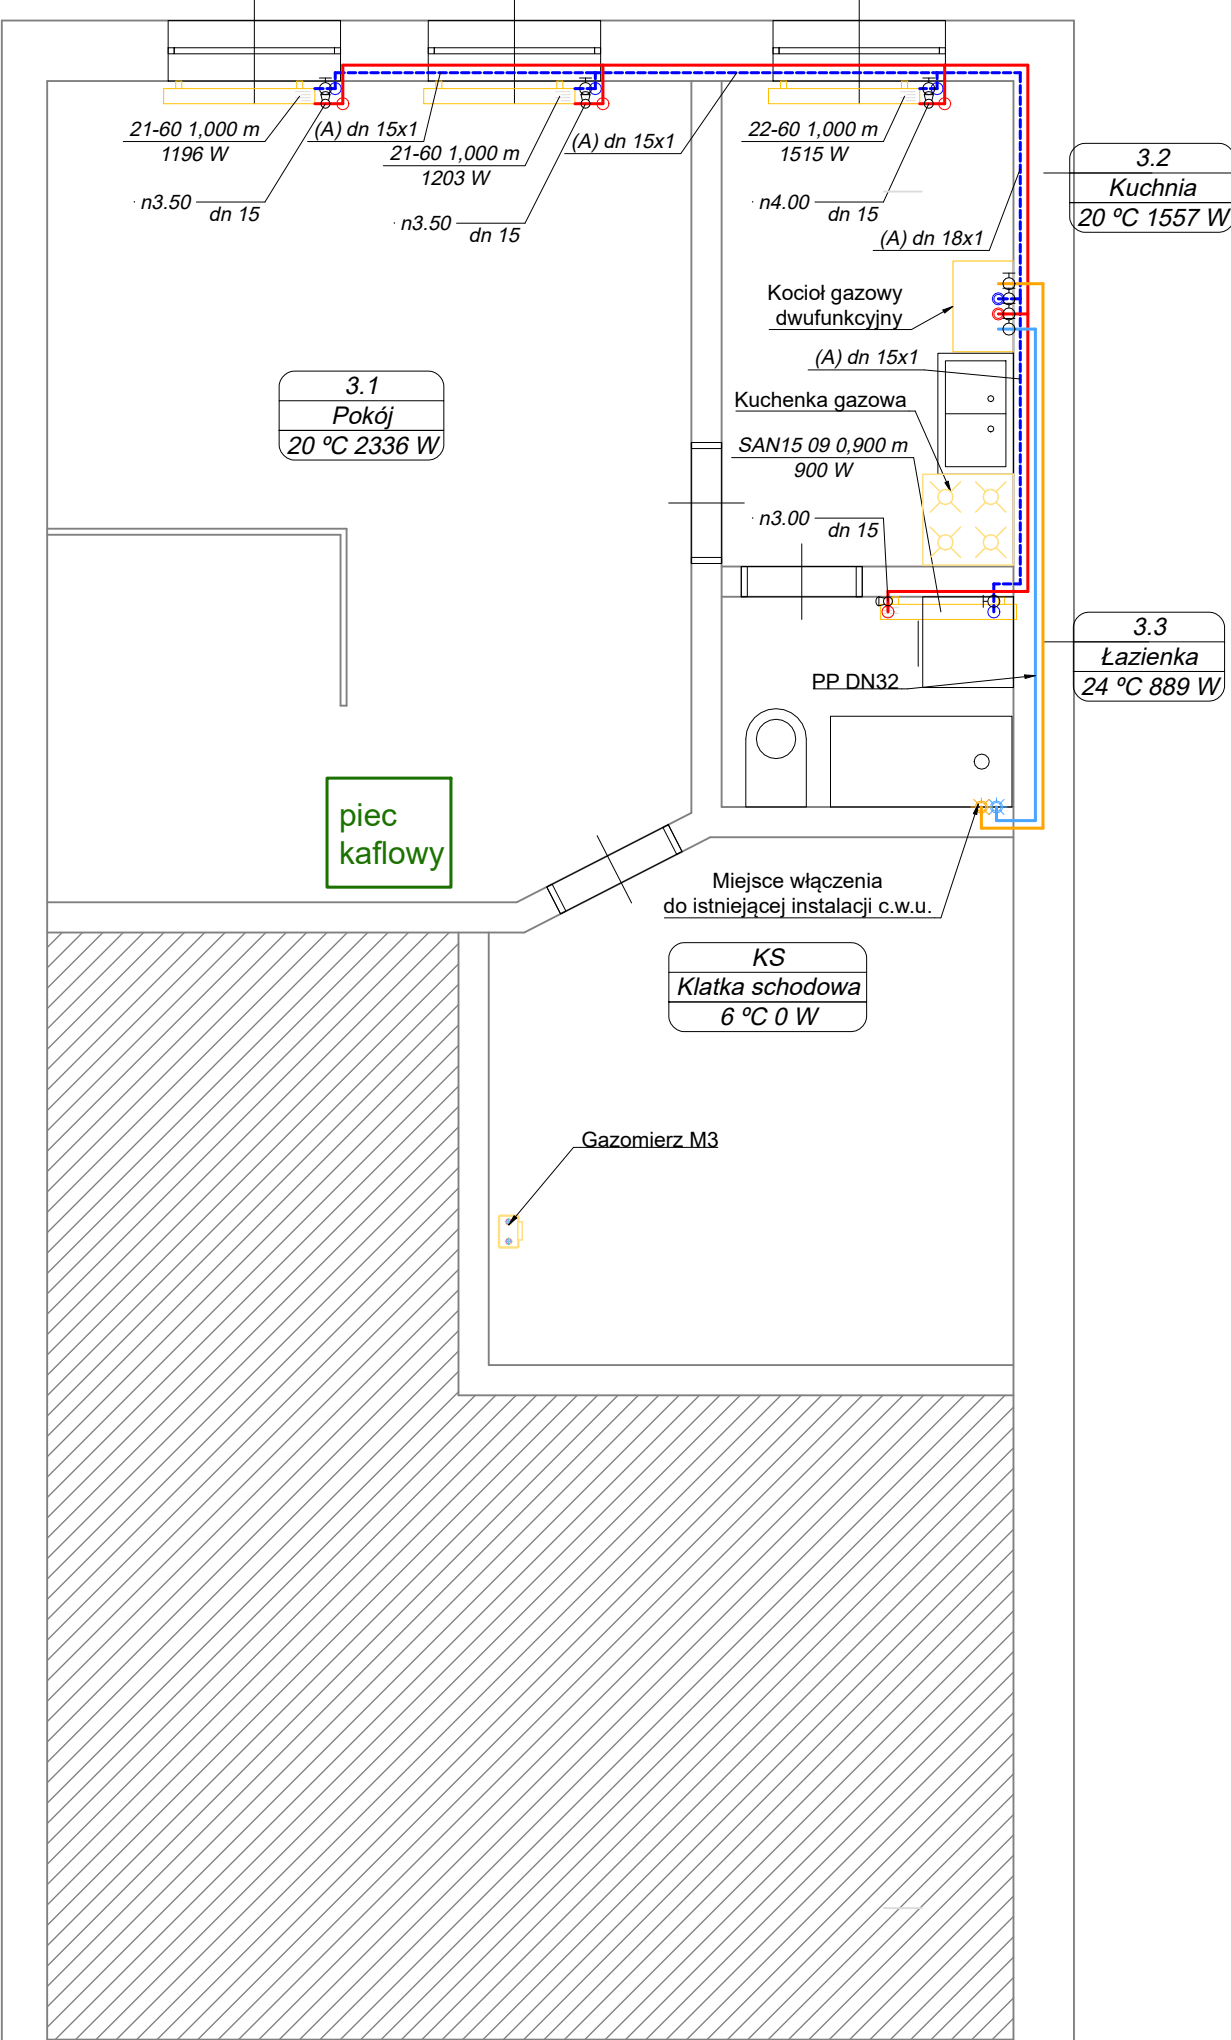 21-60 1,000 m
1196 W
(A) dn 15x1
21-60 1,000 m
1203 W
(A) dn 15x1
22-60 1,000 m
1515 W
n3.50
dn 15
n3.50
dn 15
n4.00
dn 15
(A) dn 18x1
3.2
Kuchnia
20 ºC 1557 W
Kocioł gazowy
dwufunkcyjny
(A) dn 15x1
Kuchenka gazowa
SAN15 09 0,900 m
900 W
n3.00
dn 15
3.1
Pokój
20 ºC 2336 W
3.3
Łazienka
24 ºC 889 W
PP DN32
piec
kaflowy
Miejsce włączenia
do istniejącej instalacji c.w.u.
KS
Klatka schodowa
6 ºC 0 W
Gazomierz M3